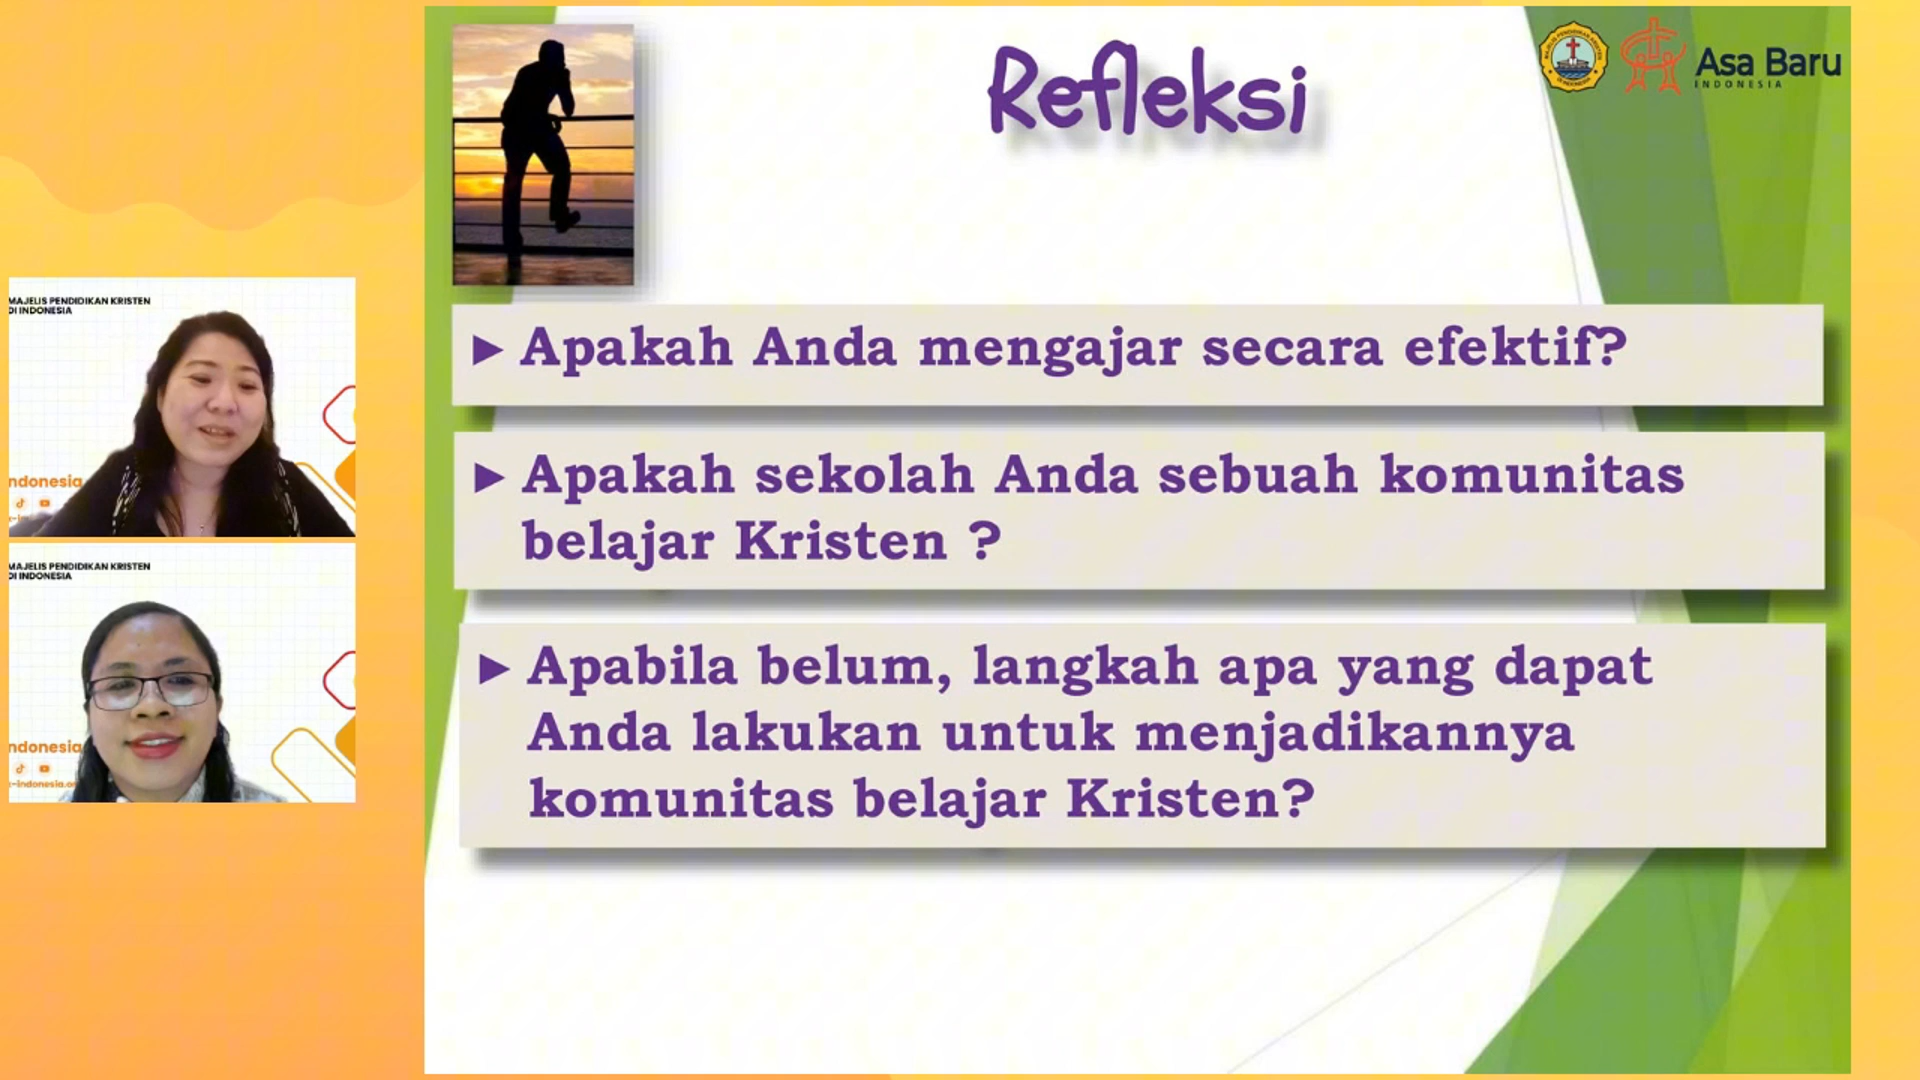 Refleksi
Asa Baru
INDONESIA
MAJELIS PENDIDIKAN KRISTEN
DI INDONESIA
ndonesia
MAJELIS PENDIDIKAN KRISTEN
DI INDONESIA
ndonesia
-indonesia.o
▶ Apakah Anda mengajar secara efektif?
▶ Apakah sekolah Anda sebuah komunitas
belajar Kristen ?
▶ Apabila belum, langkah apa yang dapat
Anda lakukan untuk menjadikannya
komunitas belajar Kristen?